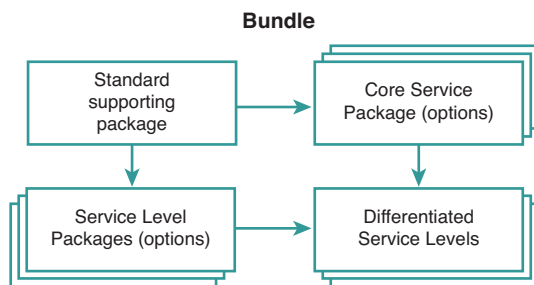 Bundle
Standard
supporting
package
Core Service
Package (options)
Service Level
Packages (options)
Differentiated
Service Levels